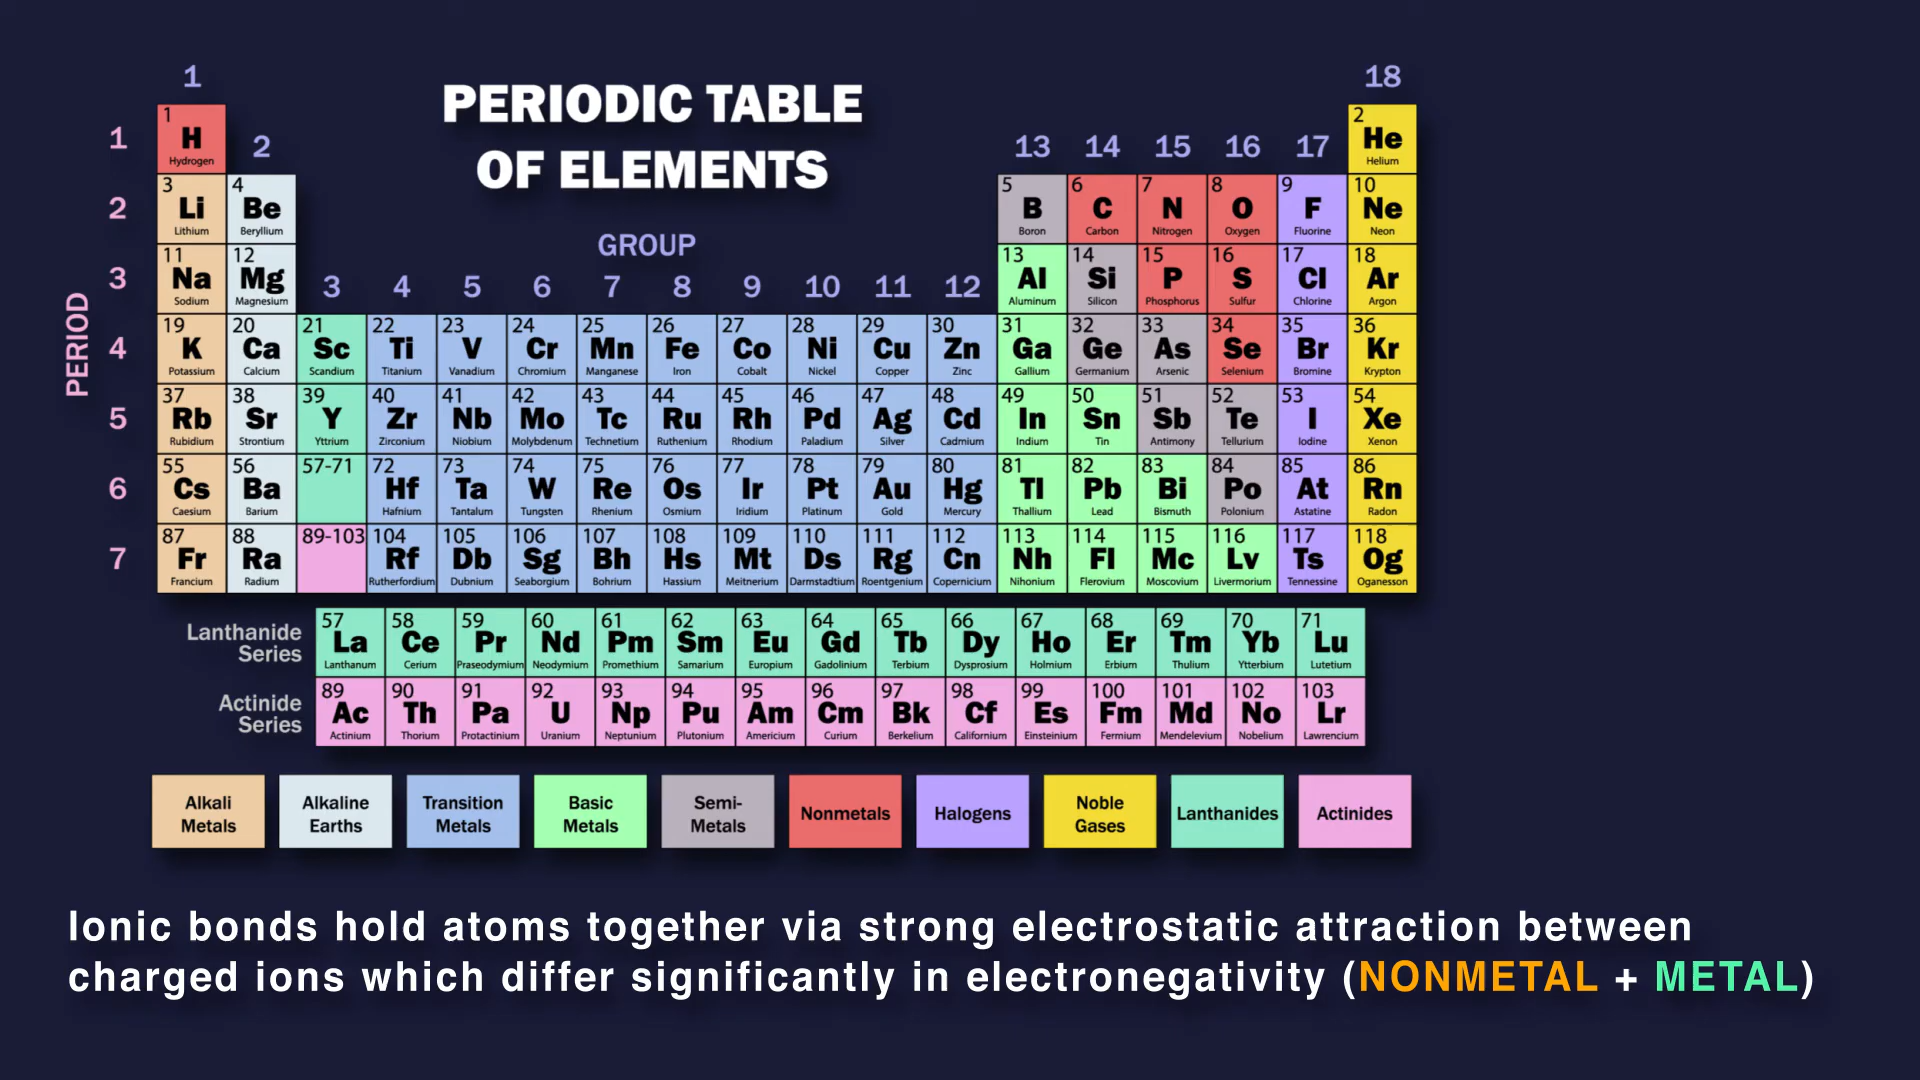 1
18
PERIODIC TABLE
OF ELEMENTS
2
13 14 15 16 17
GROUP
3 4 5 6 7 8 9 10 11 12
PERIOD
1
1 H Hydrogen
2 He Helium
2
3 Li Lithium
4 Be Beryllium
5 B Boron
6 C Carbon
7 N Nitrogen
8 O Oxygen
9 F Fluorine
10 Ne Neon
3
11 Na Sodium
12 Mg Magnesium
13 Al Aluminum
14 Si Silicon
15 P Phosphorus
16 S Sulfur
17 Cl Chlorine
18 Ar Argon
4
19 K Potassium
20 Ca Calcium
21 Sc Scandium
22 Ti Titanium
23 V Vanadium
24 Cr Chromium
25 Mn Manganese
26 Fe Iron
27 Co Cobalt
28 Ni Nickel
29 Cu Copper
30 Zn Zinc
31 Ga Gallium
32 Ge Germanium
33 As Arsenic
34 Se Selenium
35 Br Bromine
36 Kr Krypton
5
37 Rb Rubidium
38 Sr Strontium
39 Y Yttrium
40 Zr Zirconium
41 Nb Niobium
42 Mo Molybdenum
43 Tc Technetium
44 Ru Ruthenium
45 Rh Rhodium
46 Pd Paladium
47 Ag Silver
48 Cd Cadmium
49 In Indium
50 Sn Tin
51 Sb Antimony
52 Te Tellurium
53 I Iodine
54 Xe Xenon
6
55 Cs Caesium
56 Ba Barium
57-71
72 Hf Hafnium
73 Ta Tantalum
74 W Tungsten
75 Re Rhenium
76 Os Osmium
77 Ir Iridium
78 Pt Platinum
79 Au Gold
80 Hg Mercury
81 Tl Thallium
82 Pb Lead
83 Bi Bismuth
84 Po Polonium
85 At Astatine
86 Rn Radon
7
87 Fr Francium
88 Ra Radium
89-103
104 Rf Rutherfordium
105 Db Dubnium
106 Sg Seaborgium
107 Bh Bohrium
108 Hs Hassium
109 Mt Meitnerium
110 Ds Darmstadtium
111 Rg Roentgenium
112 Cn Copernicium
113 Nh Nihonium
114 Fl Flerovium
115 Mc Moscovium
116 Lv Livermorium
117 Ts Tennessine
118 Og Oganesson
Lanthanide
Series
57 La Lanthanum
58 Ce Cerium
59 Pr Praseodymium
60 Nd Neodymium
61 Pm Promethium
62 Sm Samarium
63 Eu Europium
64 Gd Gadolinium
65 Tb Terbium
66 Dy Dysprosium
67 Ho Holmium
68 Er Erbium
69 Tm Thulium
70 Yb Ytterbium
71 Lu Lutetium
Actinide
Series
89 Ac Actinium
90 Th Thorium
91 Pa Protactinium
92 U Uranium
93 Np Neptunium
94 Pu Plutonium
95 Am Americium
96 Cm Curium
97 Bk Berkelium
98 Cf Californium
99 Es Einsteinium
100 Fm Fermium
101 Md Mendelevium
102 No Nobelium
103 Lr Lawrencium
Alkali
Metals
Alkaline
Earths
Transition
Metals
Basic
Metals
Semi-
Metals
Nonmetals
Halogens
Noble
Gases
Lanthanides
Actinides
Ionic bonds hold atoms together via strong electrostatic attraction between
charged ions which differ significantly in electronegativity (NONMETAL + METAL)